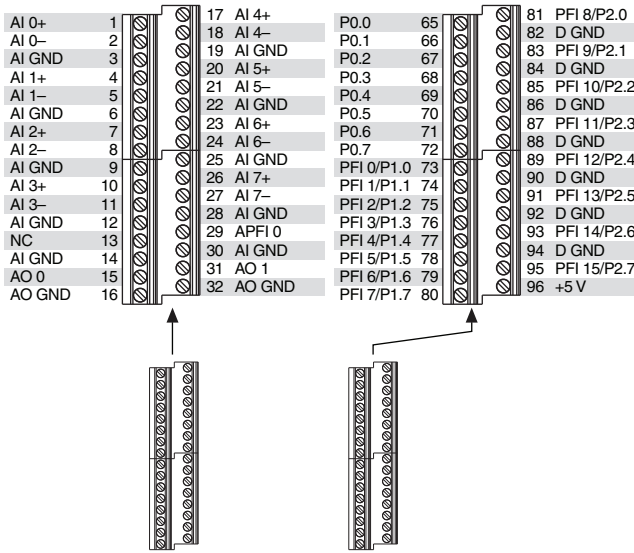 AI 0+ 1
AI 0– 2
AI GND 3
AI 1+ 4
AI 1– 5
AI GND 6
AI 2+ 7
AI 2– 8
AI GND 9
AI 3+ 10
AI 3– 11
AI GND 12
NC 13
AI GND 14
AO 0 15
AO GND 16
17 AI 4+
18 AI 4–
19 AI GND
20 AI 5+
21 AI 5–
22 AI GND
23 AI 6+
24 AI 6–
25 AI GND
26 AI 7+
27 AI 7–
28 AI GND
29 APFI 0
30 AI GND
31 AO 1
32 AO GND
P0.0 65
P0.1 66
P0.2 67
P0.3 68
P0.4 69
P0.5 70
P0.6 71
P0.7 72
PFI 0/P1.0 73
PFI 1/P1.1 74
PFI 2/P1.2 75
PFI 3/P1.3 76
PFI 4/P1.4 77
PFI 5/P1.5 78
PFI 6/P1.6 79
PFI 7/P1.7 80
81 PFI 8/P2.0
82 D GND
83 PFI 9/P2.1
84 D GND
85 PFI 10/P2.2
86 D GND
87 PFI 11/P2.3
88 D GND
89 PFI 12/P2.4
90 D GND
91 PFI 13/P2.5
92 D GND
93 PFI 14/P2.6
94 D GND
95 PFI 15/P2.7
96 +5 V